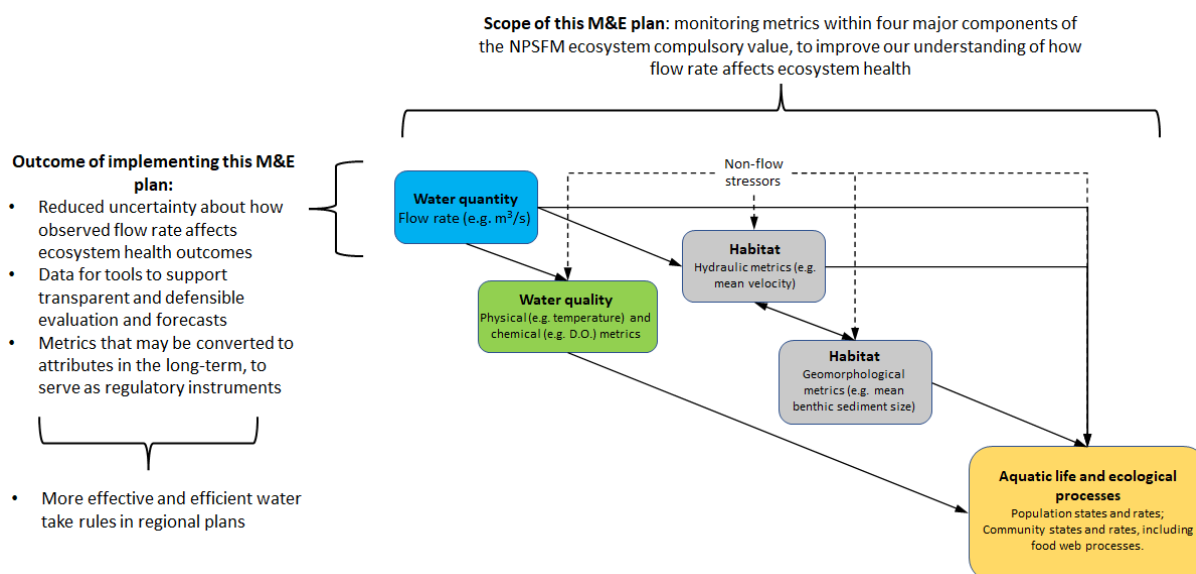 Scope of this M&E plan: monitoring metrics within four major components of
the NPSFM ecosystem compulsory value, to improve our understanding of how
flow rate affects ecosystem health
Outcome of implementing this M&E
plan:
• Reduced uncertainty about how
observed flow rate affects
ecosystem health outcomes
• Data for tools to support
transparent and defensible
evaluation and forecasts
• Metrics that may be converted to
attributes in the long-term, to
serve as regulatory instruments
• More effective and efficient water
take rules in regional plans
Non-flow
stressors
Water quantity
Flow rate (e.g. m³/s)
Habitat
Hydraulic metrics (e.g.
mean velocity)
Water quality
Physical (e.g. temperature) and
chemical (e.g. D.O.) metrics
Habitat
Geomorphological
metrics (e.g. mean
benthic sediment size)
Aquatic life and ecological
processes
Population states and rates;
Community states and rates, including
food web processes.